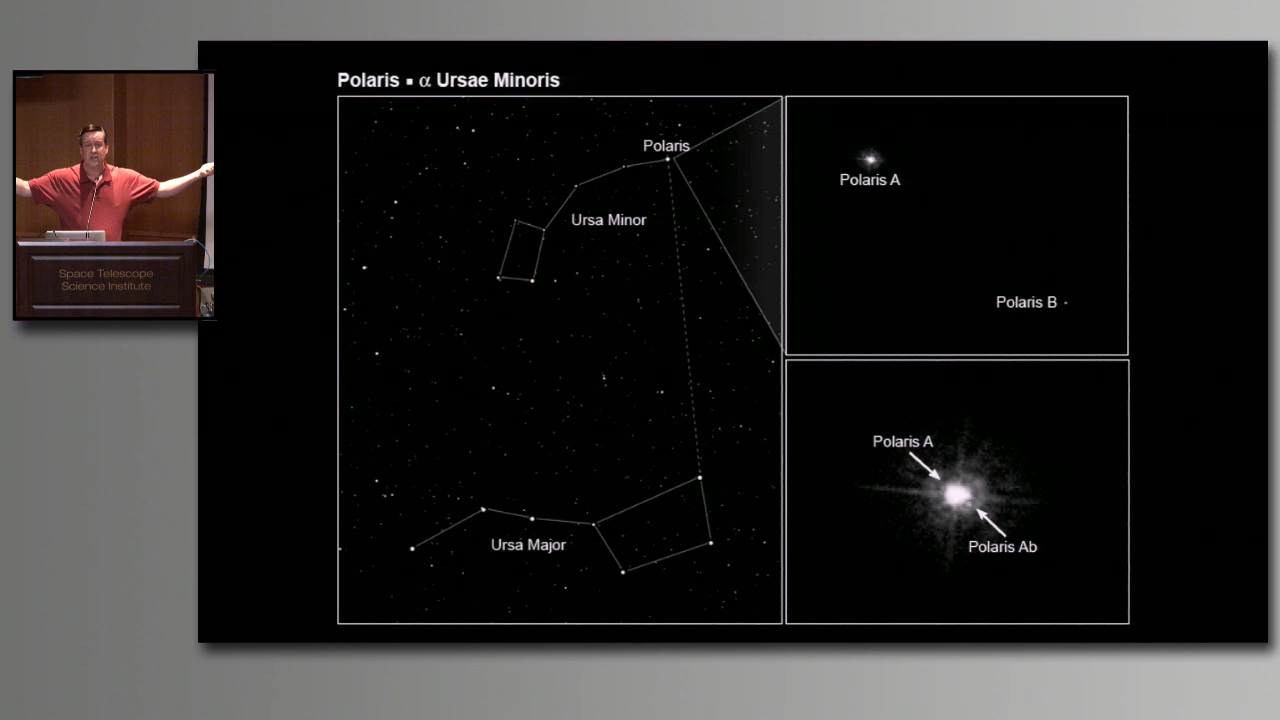 Polaris ▪ α Ursae Minoris
Polaris
Ursa Minor
Ursa Major
Polaris A
Polaris B
Polaris A
Polaris Ab
Space Telescope
Science Institute